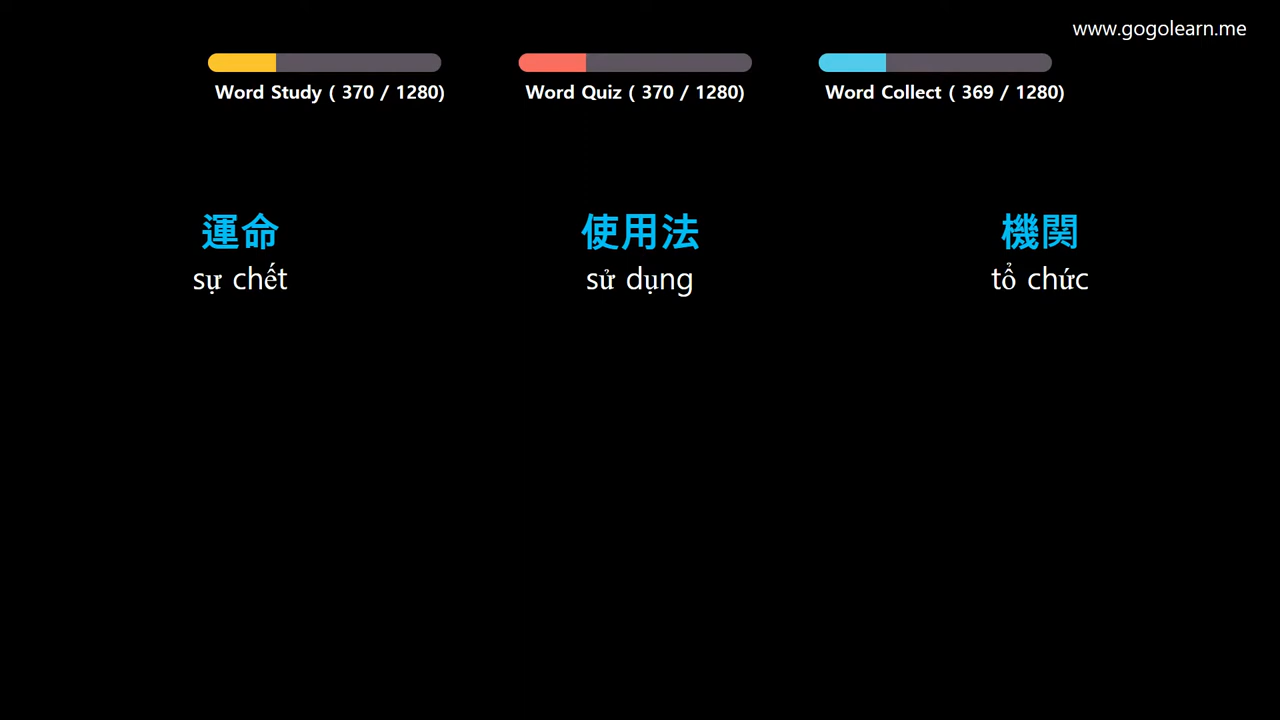 www.gogolearn.me
Word Study ( 370 / 1280)
Word Quiz ( 370 / 1280)
Word Collect ( 369 / 1280)
運命
sự chết
使用法
sử dụng
機関
tổ chức